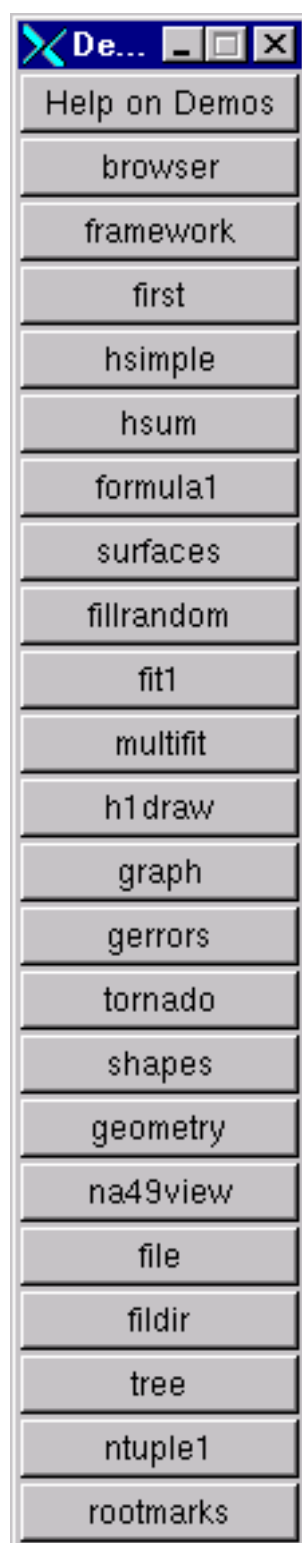 De...
Help on Demos
browser
framework
first
hsimple
hsum
formula1
surfaces
fillrandom
fit1
multifit
h1draw
graph
gerrors
tornado
shapes
geometry
na49view
file
fildir
tree
ntuple1
rootmarks